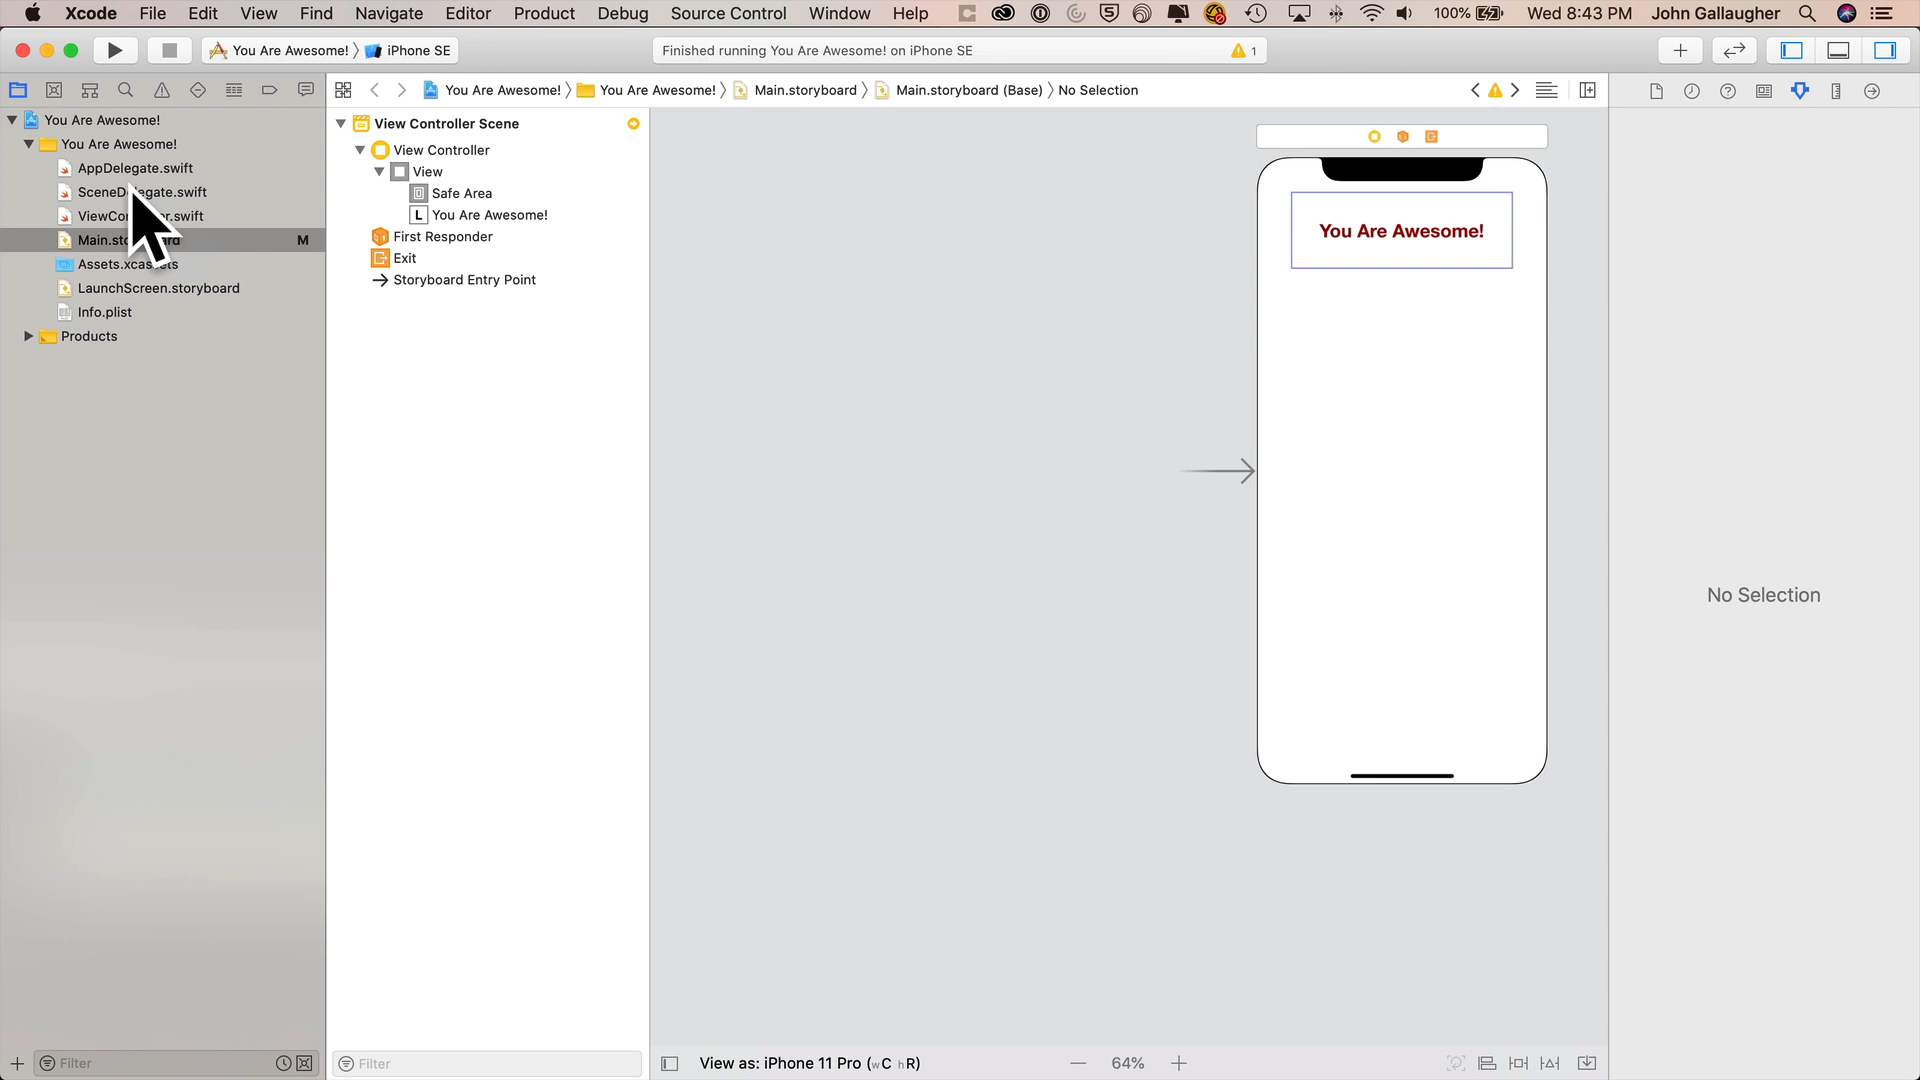 Xcode File Edit View Find Navigate Editor Product Debug Source Control Window Help 100% Wed 8:43 PM John Gallaugher
You Are Awesome! iPhone SE
Finished running You Are Awesome! on iPhone SE
1
You Are Awesome! You Are Awesome! Main.storyboard Main.storyboard (Base) No Selection
You Are Awesome!
You Are Awesome!
AppDelegate.swift
SceneDelegate.swift
M
LaunchScreen.storyboard
Info.plist
Products
View Controller Scene
View Controller
View
Safe Area
L You Are Awesome!
First Responder
Exit
Storyboard Entry Point
You Are Awesome!
No Selection
Filter
Filter
View as: iPhone 11 Pro (wC hR)
64%